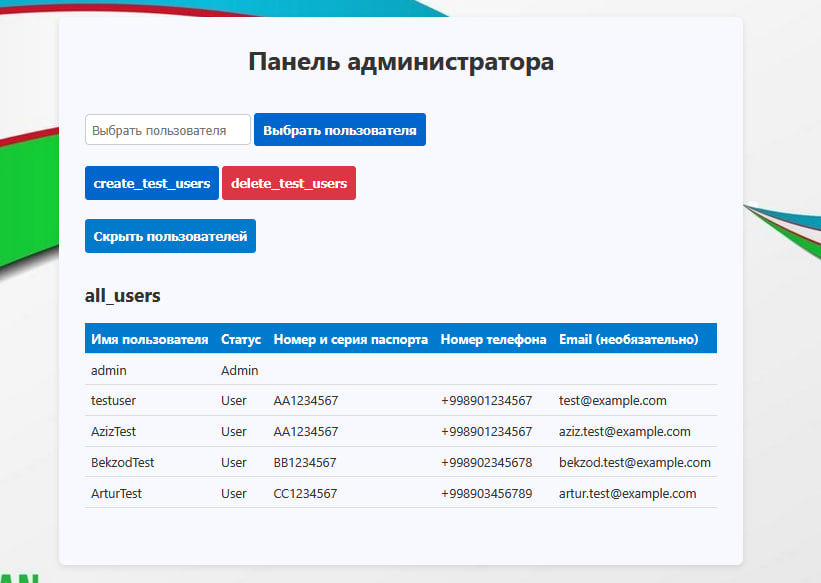 Панель администратора
Выбрать пользователя Выбрать пользователя
create_test_users delete_test_users
Скрыть пользователей
all_users
Имя пользователя Статус Номер и серия паспорта Номер телефона Email (необязательно)
admin Admin
testuser User AA1234567 +998901234567 test@example.com
AzizTest User AA1234567 +998901234567 aziz.test@example.com
BekzodTest User BB1234567 +998902345678 bekzod.test@example.com
ArturTest User CC1234567 +998903456789 artur.test@example.com